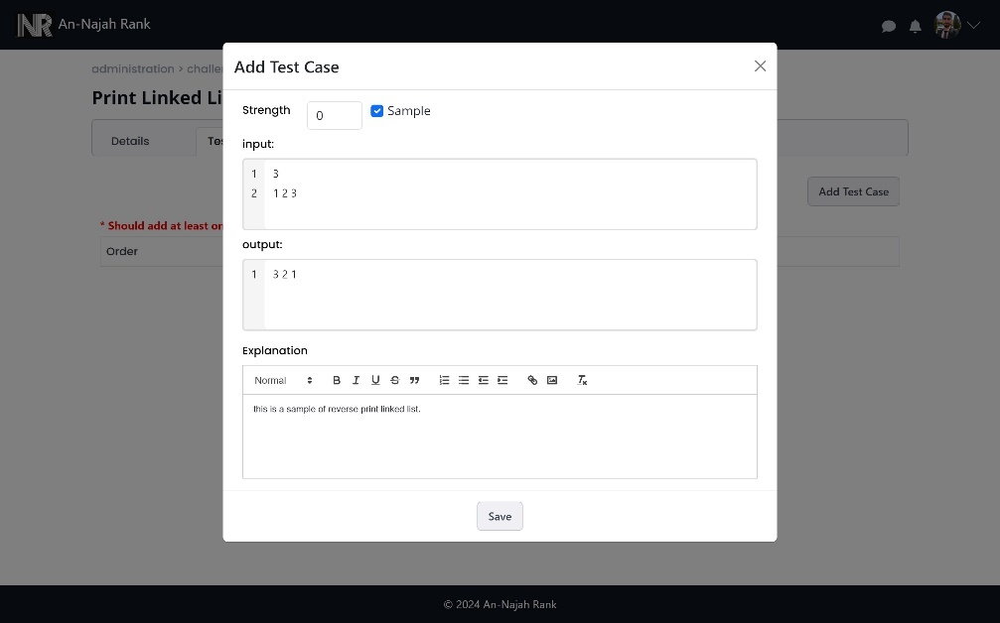 NR An-Najah Rank
administration > challe
Print Linked Li
Details Te
Add Test Case
* Should add at least on
Order
Add Test Case
Strength 0 Sample
input:
1 3
2 1 2 3
output:
1 3 2 1
Explanation
Normal B I U S
this is a sample of reverse print linked list.
Save
© 2024 An-Najah Rank